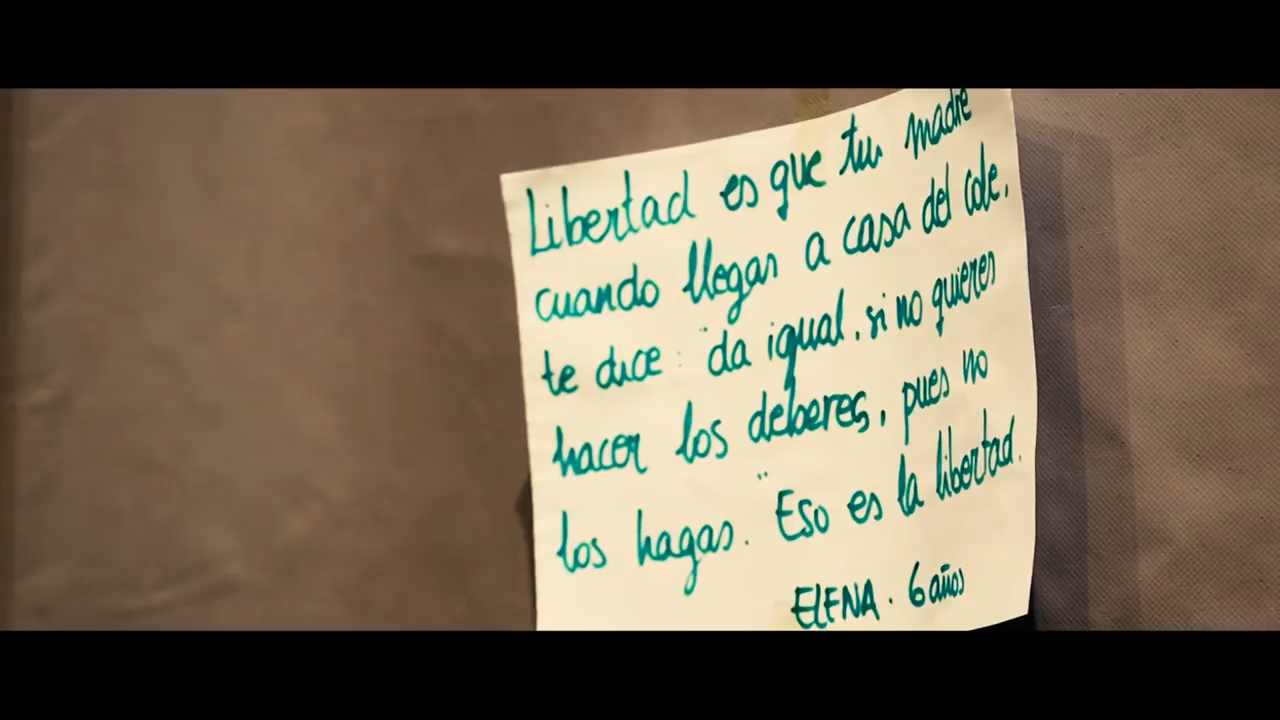 Libertad es que tu madre
cuando llegas a casa del cole,
te dice: "da igual, si no quieres
hacer los deberes, pues no
los hagas." Eso es la libertad.
ELENA. 6 años